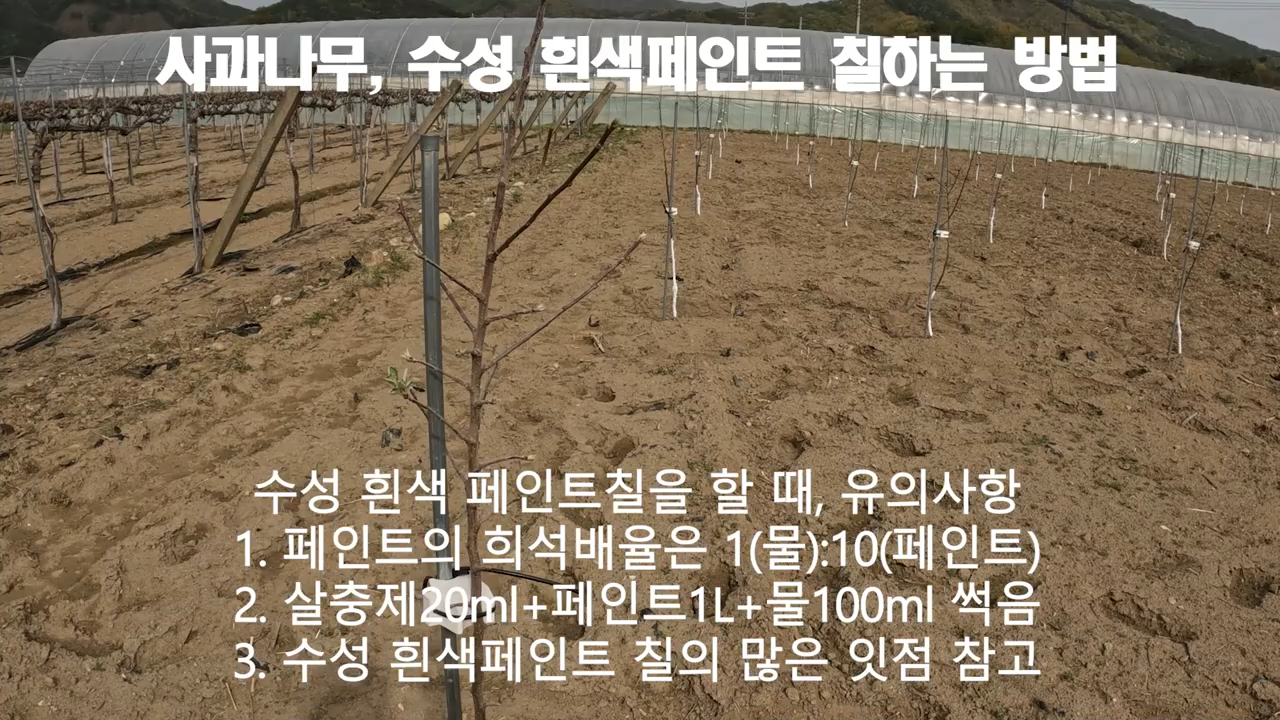 사과나무, 수성 흰색페인트 칠하는 방법
수성 흰색 페인트칠을 할 때, 유의사항
1. 페인트의 희석배율은 1(물):10(페인트)
2. 살충제20ml+페인트1L+물100ml 썩음
3. 수성 흰색페인트 칠의 많은 잇점 참고